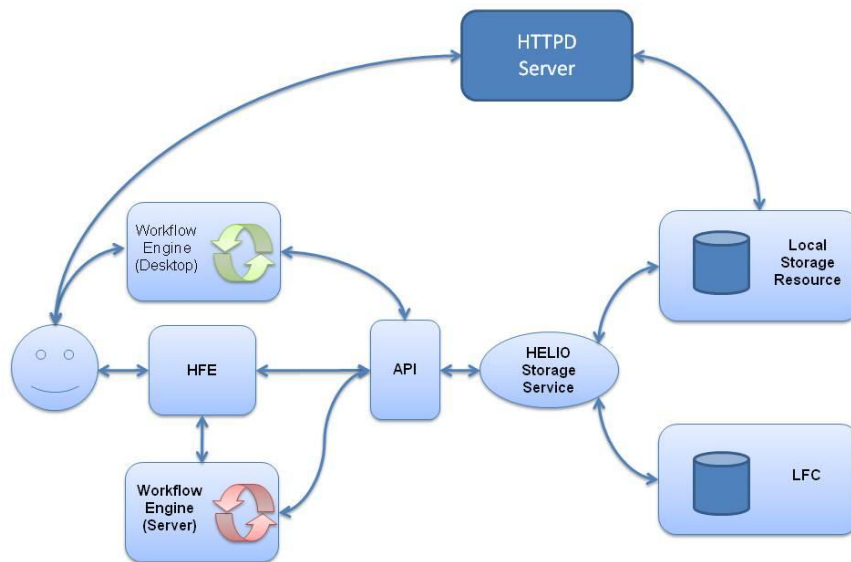 HTTPD
Server
Workflow
Engine
(Desktop)
Local
Storage
Resource
HFE
API
HELIO
Storage
Service
Workflow
Engine
(Server)
LFC